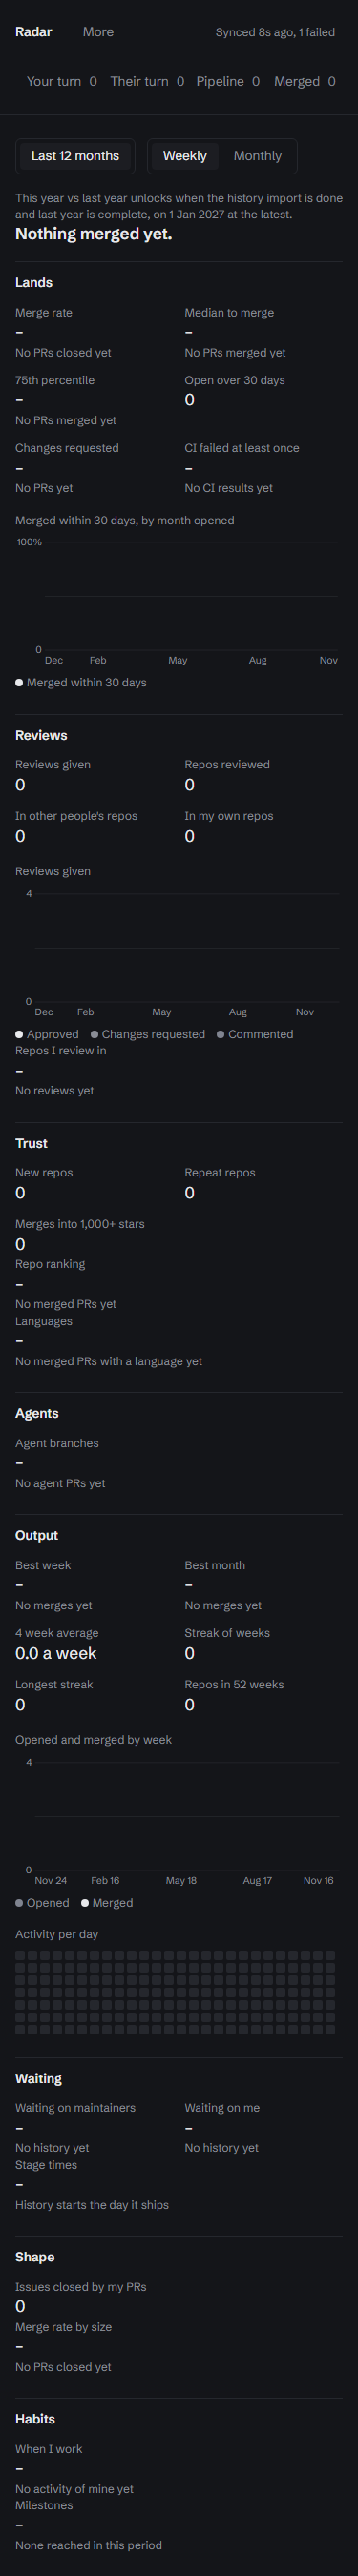 Radar More Synced 8s ago, 1 failed
Your turn 0 Their turn 0 Pipeline 0 Merged 0
Last 12 months Weekly Monthly
This year vs last year unlocks when the history import is done
and last year is complete, on 1 Jan 2027 at the latest.
Nothing merged yet.
Lands
Merge rate Median to merge
– –
No PRs closed yet No PRs merged yet
75th percentile Open over 30 days
– 0
No PRs merged yet
Changes requested CI failed at least once
– –
No PRs yet No CI results yet
Merged within 30 days, by month opened
100%
0
Dec Feb May Aug Nov
Merged within 30 days
Reviews
Reviews given Repos reviewed
0 0
In other people's repos In my own repos
0 0
Reviews given
4
0
Dec Feb May Aug Nov
Approved Changes requested Commented
Repos I review in
–
No reviews yet
Trust
New repos Repeat repos
0 0
Merges into 1,000+ stars
0
Repo ranking
–
No merged PRs yet
Languages
–
No merged PRs with a language yet
Agents
Agent branches
–
No agent PRs yet
Output
Best week Best month
– –
No merges yet No merges yet
4 week average Streak of weeks
0.0 a week 0
Longest streak Repos in 52 weeks
0 0
Opened and merged by week
4
0
Nov 24 Feb 16 May 18 Aug 17 Nov 16
Opened Merged
Activity per day
Waiting
Waiting on maintainers Waiting on me
– –
No history yet No history yet
Stage times
–
History starts the day it ships
Shape
Issues closed by my PRs
0
Merge rate by size
–
No PRs closed yet
Habits
When I work
–
No activity of mine yet
Milestones
–
None reached in this period